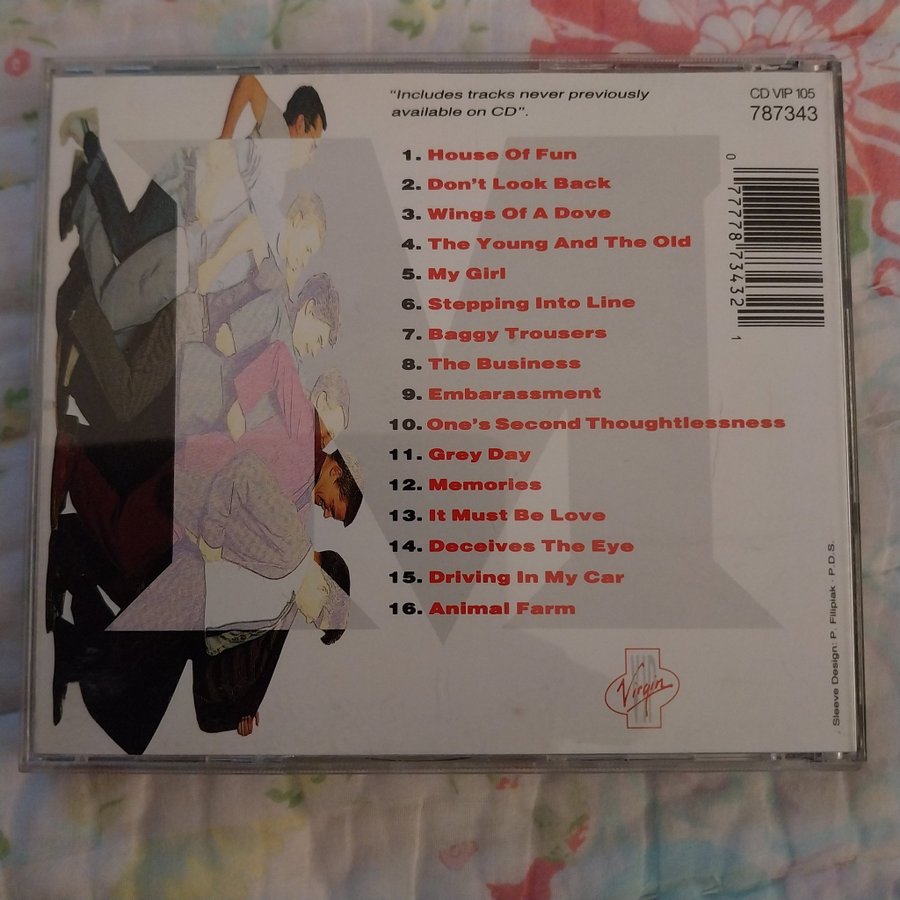 "Includes tracks never previously
available on CD".
CD VIP 105
787343
0 77778 73432 1
1. House Of Fun
2. Don't Look Back
3. Wings Of A Dove
4. The Young And The Old
5. My Girl
6. Stepping Into Line
7. Baggy Trousers
8. The Business
9. Embarassment
10. One's Second Thoughtlessness
11. Grey Day
12. Memories
13. It Must Be Love
14. Deceives The Eye
15. Driving In My Car
16. Animal Farm
VIP
Virgin
Sleeve Design: P. Filipiak · P.D.S.